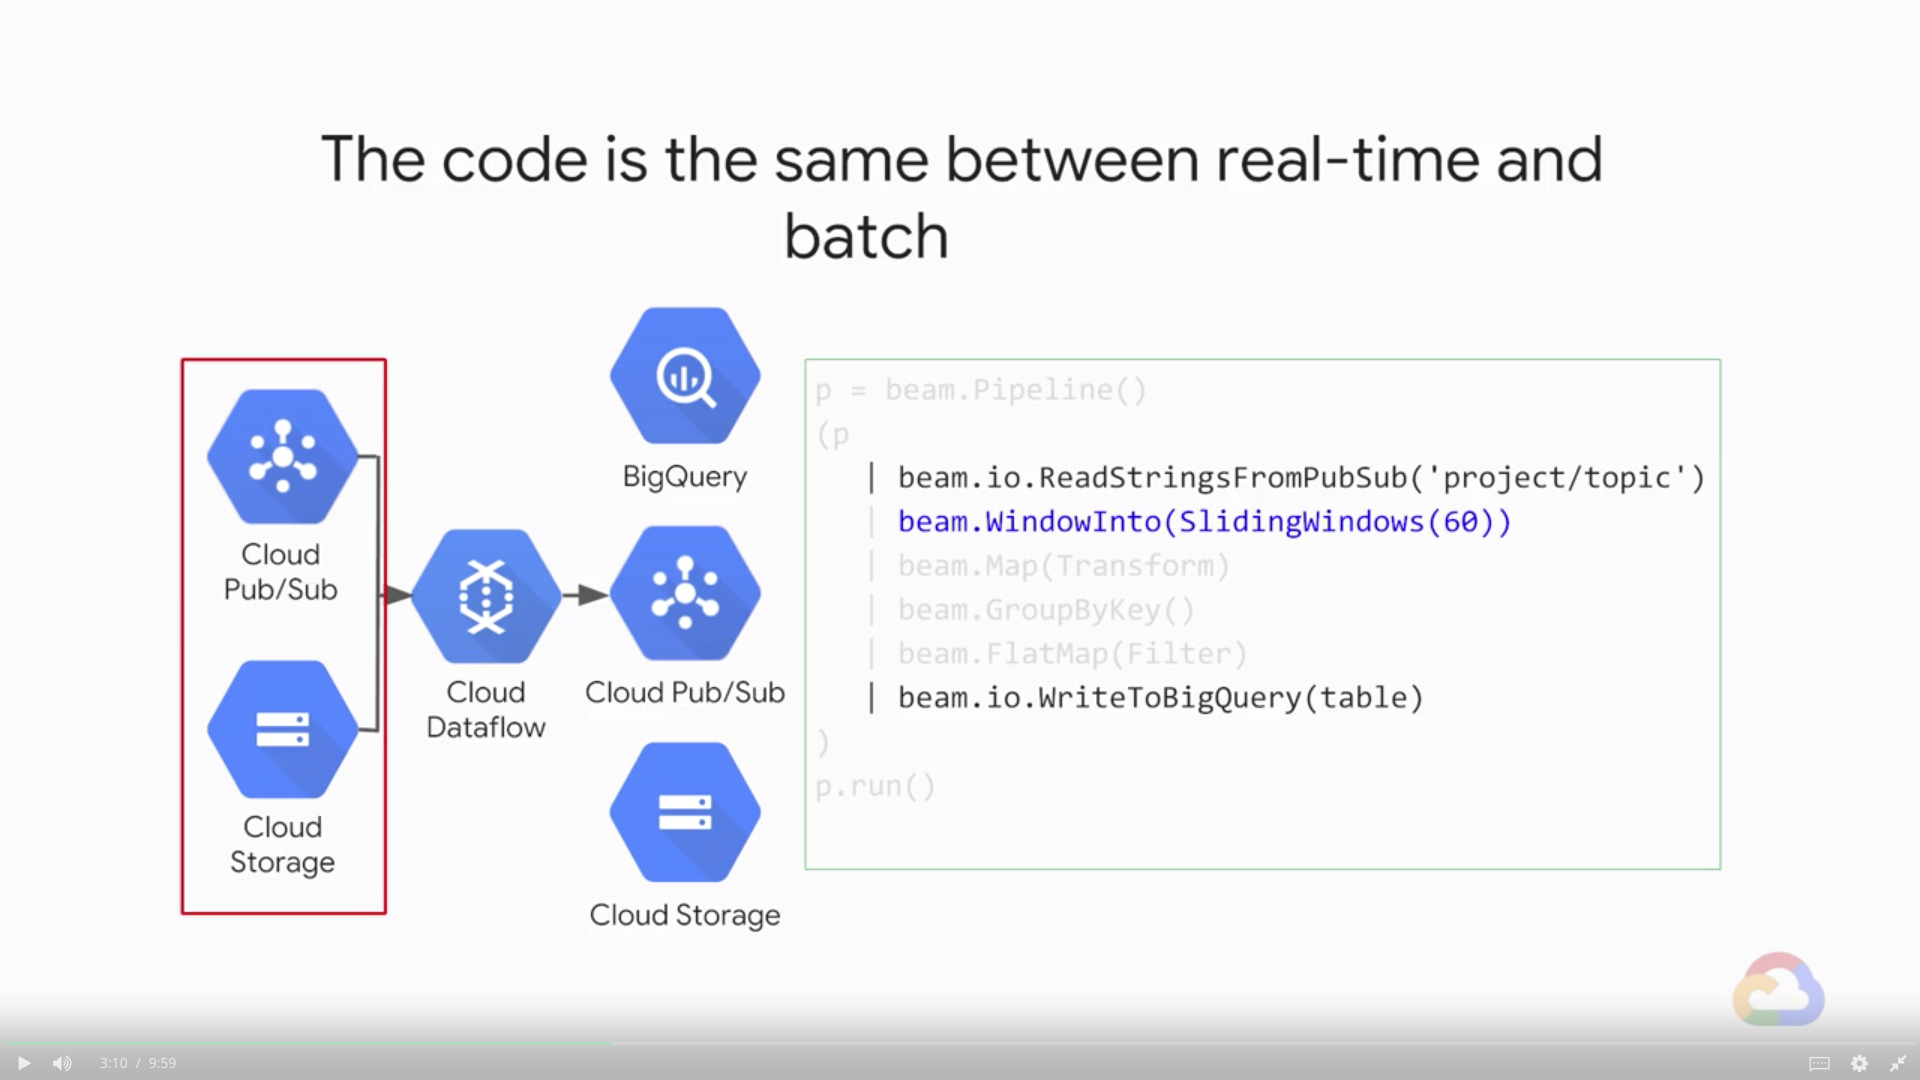 The code is the same between real-time and
batch
Cloud
Pub/Sub
Cloud
Storage
Cloud
Dataflow
BigQuery
Cloud Pub/Sub
Cloud Storage
p = beam.Pipeline()
(p
| beam.io.ReadStringsFromPubSub('project/topic')
| beam.WindowInto(SlidingWindows(60))
| beam.Map(Transform)
| beam.GroupByKey()
| beam.FlatMap(Filter)
| beam.io.WriteToBigQuery(table)
)
p.run()
3:10 / 9:59